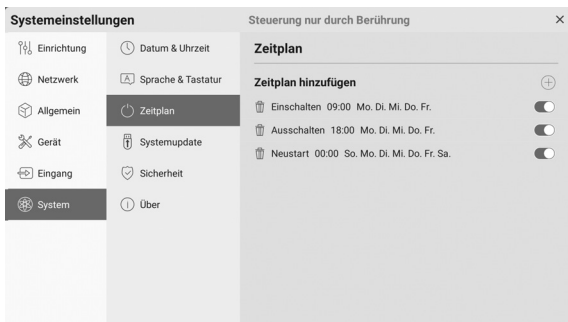 Systemeinstellungen
Steuerung nur durch Berührung
Einrichtung
Netzwerk
Allgemein
Gerät
Eingang
System
Datum & Uhrzeit
Sprache & Tastatur
Zeitplan
Systemupdate
Sicherheit
Über
Zeitplan
Zeitplan hinzufügen
Einschalten 09:00 Mo. Di. Mi. Do. Fr.
Ausschalten 18:00 Mo. Di. Mi. Do. Fr.
Neustart 00:00 So. Mo. Di. Mi. Do. Fr. Sa.